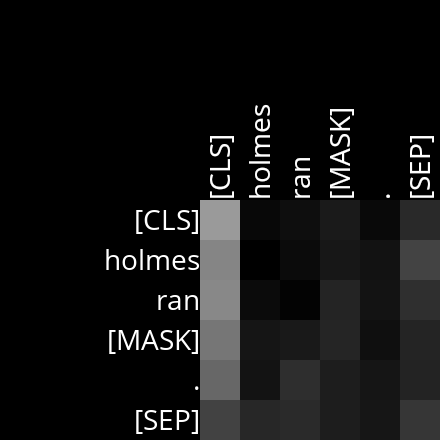 [CLS]
holmes
ran
[MASK]
.
[SEP]
[CLS]
holmes
ran
[MASK]
.
[SEP]